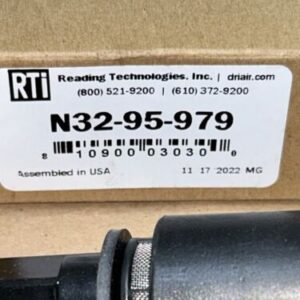 RTi Reading Technologies. Inc. | driair.com
(800) 521-9200 | (610) 372-9200
N32-95-979
8 10900 03030 0
Assembled in USA 11 17 2022 MG